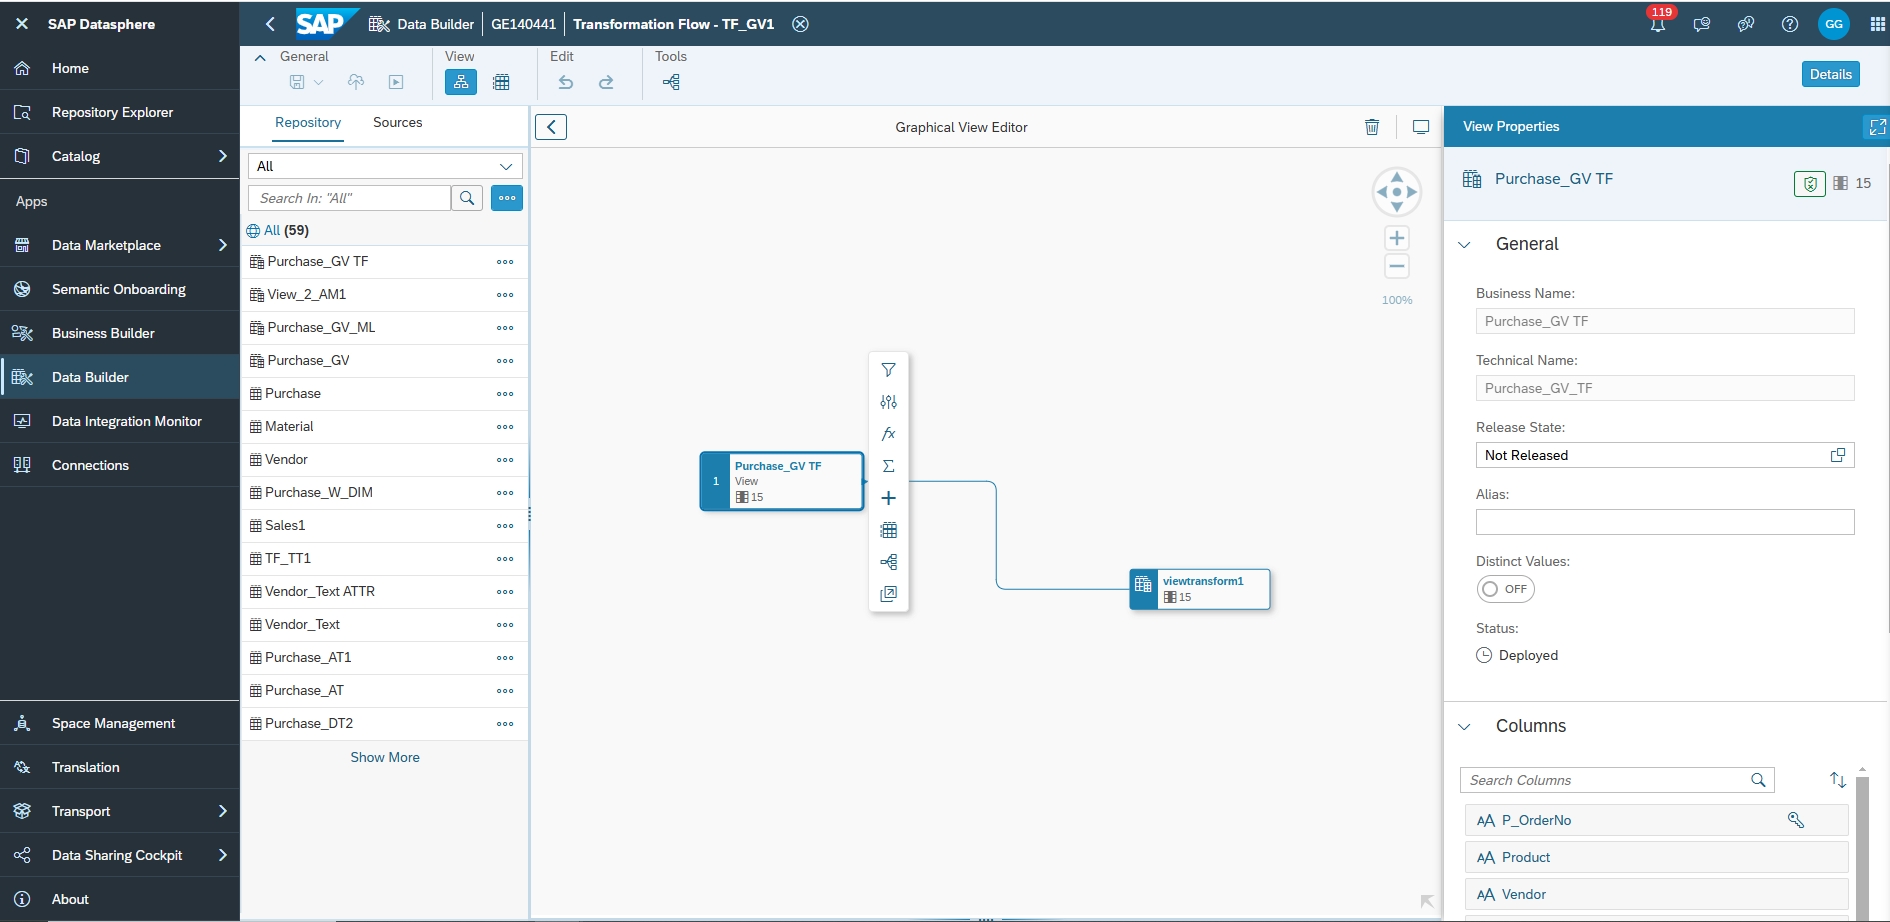 SAP Datasphere
Home
Repository Explorer
Catalog
Apps
Data Marketplace
Semantic Onboarding
Business Builder
Data Builder
Data Integration Monitor
Connections
Space Management
Translation
Transport
Data Sharing Cockpit
About
SAP Data Builder GE140441 Transformation Flow - TF_GV1
119
GG
General View Edit Tools
Details
Repository Sources
All
Search In: "All"
All (59)
Purchase_GV TF
View_2_AM1
Purchase_GV_ML
Purchase_GV
Purchase
Material
Vendor
Purchase_W_DIM
Sales1
TF_TT1
Vendor_Text ATTR
Vendor_Text
Purchase_AT1
Purchase_AT
Purchase_DT2
Show More
Graphical View Editor
100%
1 Purchase_GV TF
View
15
fx
Σ
viewtransform1
15
View Properties
Purchase_GV TF
15
General
Business Name:
Purchase_GV TF
Technical Name:
Purchase_GV_TF
Release State:
Not Released
Alias:
Distinct Values:
OFF
Status:
Deployed
Columns
Search Columns
AA P_OrderNo
AA Product
AA Vendor